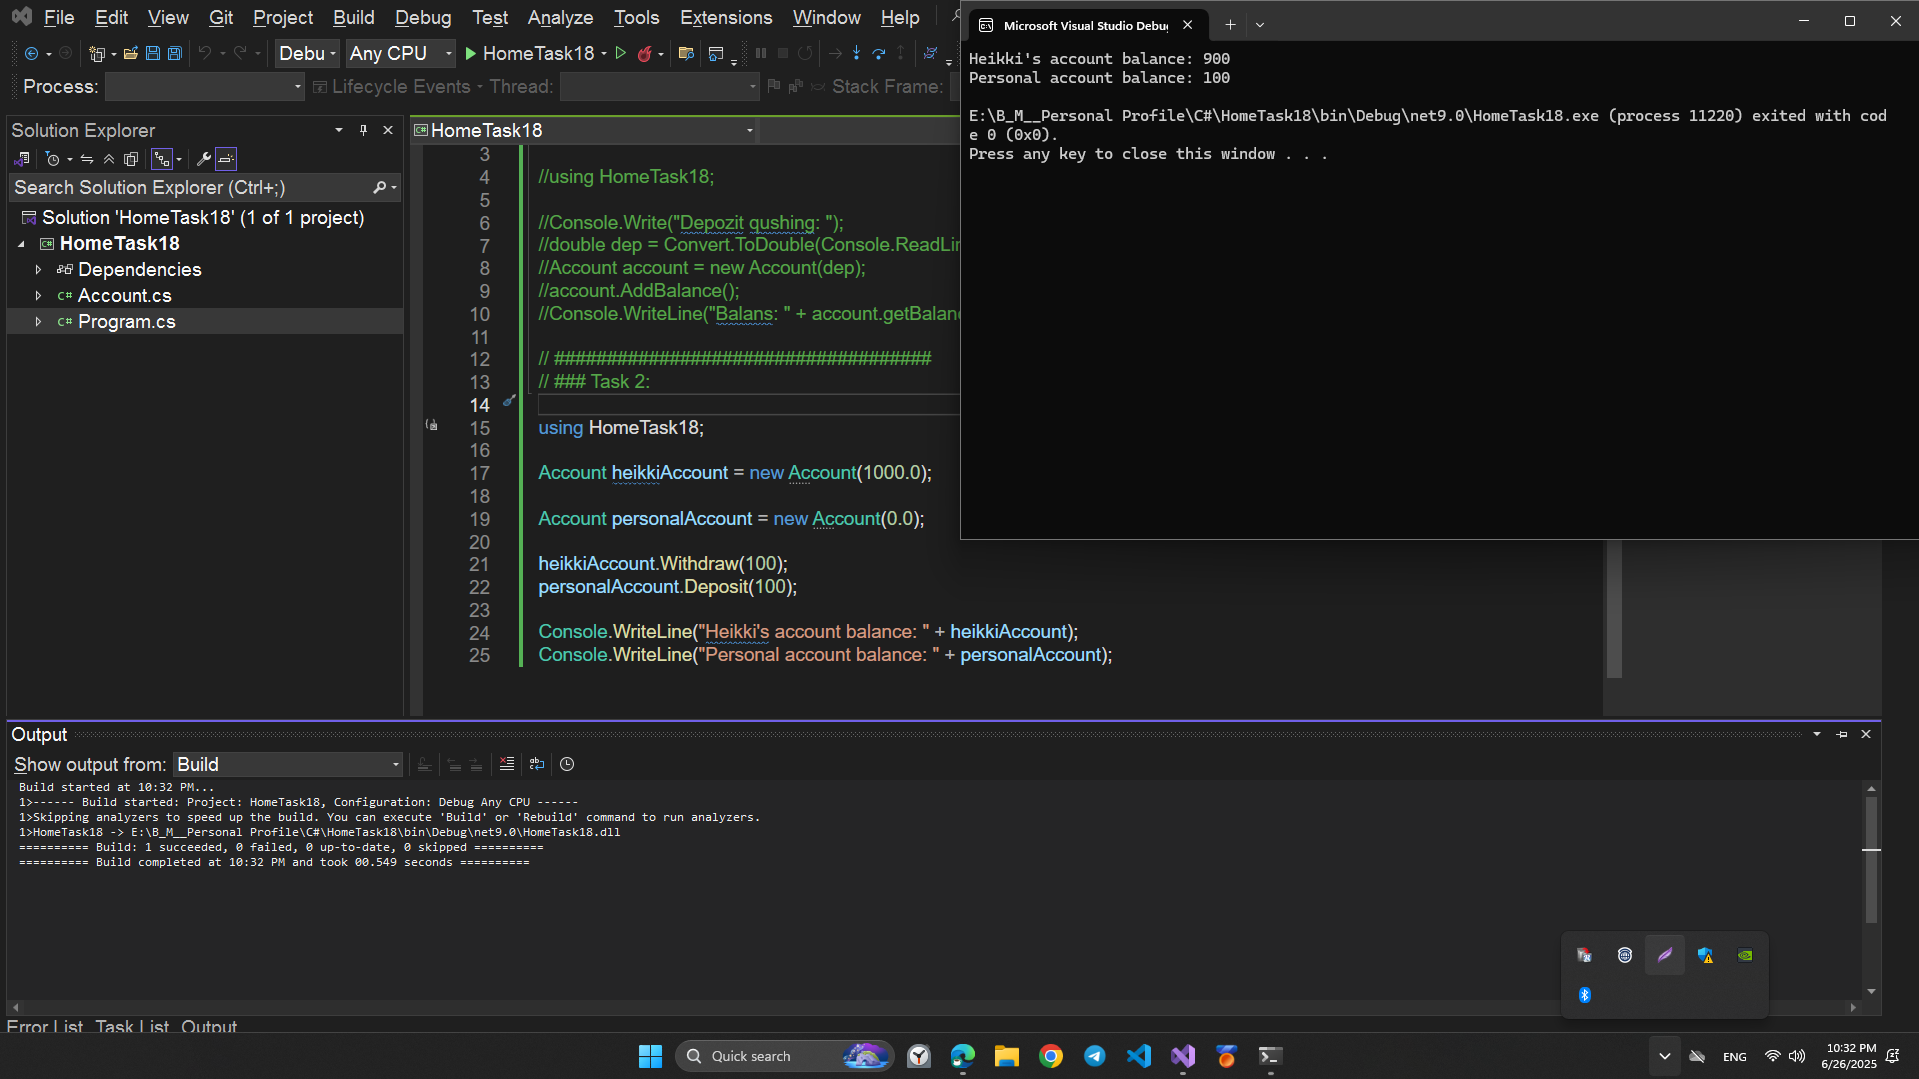 File Edit View Git Project Build Debug Test Analyze Tools Extensions Window Help
Debu Any CPU HomeTask18
Process: Lifecycle Events Thread: Stack Frame:
Solution Explorer
Search Solution Explorer (Ctrl+;)
Solution 'HomeTask18' (1 of 1 project)
HomeTask18
Dependencies
C# Account.cs
C# Program.cs
C# HomeTask18
3
4 //using HomeTask18;
5
6 //Console.Write("Depozit qushing: ");
7 //double dep = Convert.ToDouble(Console.ReadLin
8 //Account account = new Account(dep);
9 //account.AddBalance();
10 //Console.WriteLine("Balans: " + account.getBalanc
11
12 // ####################################
13 // ### Task 2:
14
15 using HomeTask18;
16
17 Account heikkiAccount = new Account(1000.0);
18
19 Account personalAccount = new Account(0.0);
20
21 heikkiAccount.Withdraw(100);
22 personalAccount.Deposit(100);
23
24 Console.WriteLine("Heikki's account balance: " + heikkiAccount);
25 Console.WriteLine("Personal account balance: " + personalAccount);
Microsoft Visual Studio Debug
Heikki's account balance: 900
Personal account balance: 100
E:\B_M__Personal Profile\C#\HomeTask18\bin\Debug\net9.0\HomeTask18.exe (process 11220) exited with cod
e 0 (0x0).
Press any key to close this window . . .
Output
Show output from: Build
Build started at 10:32 PM...
1>------ Build started: Project: HomeTask18, Configuration: Debug Any CPU ------
1>Skipping analyzers to speed up the build. You can execute 'Build' or 'Rebuild' command to run analyzers.
1>HomeTask18 -> E:\B_M__Personal Profile\C#\HomeTask18\bin\Debug\net9.0\HomeTask18.dll
========== Build: 1 succeeded, 0 failed, 0 up-to-date, 0 skipped ==========
========== Build completed at 10:32 PM and took 00.549 seconds ==========
Error List Task List Output
Quick search
ENG
10:32 PM
6/26/2025